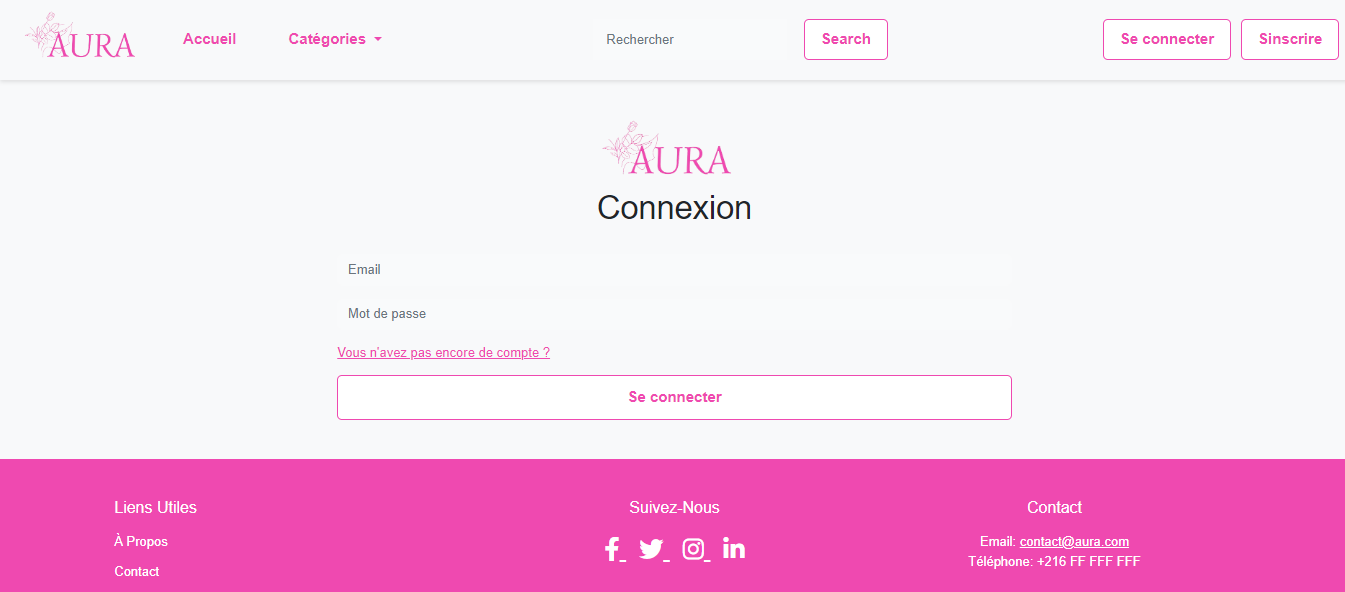 AURA
Accueil
Catégories
Rechercher
Search
Se connecter
Sinscrire
AURA
Connexion
Email
Mot de passe
Vous n'avez pas encore de compte ?
Se connecter
Liens Utiles
À Propos
Contact
Suivez-Nous
Contact
Email: contact@aura.com
Téléphone: +216 FF FFF FFF